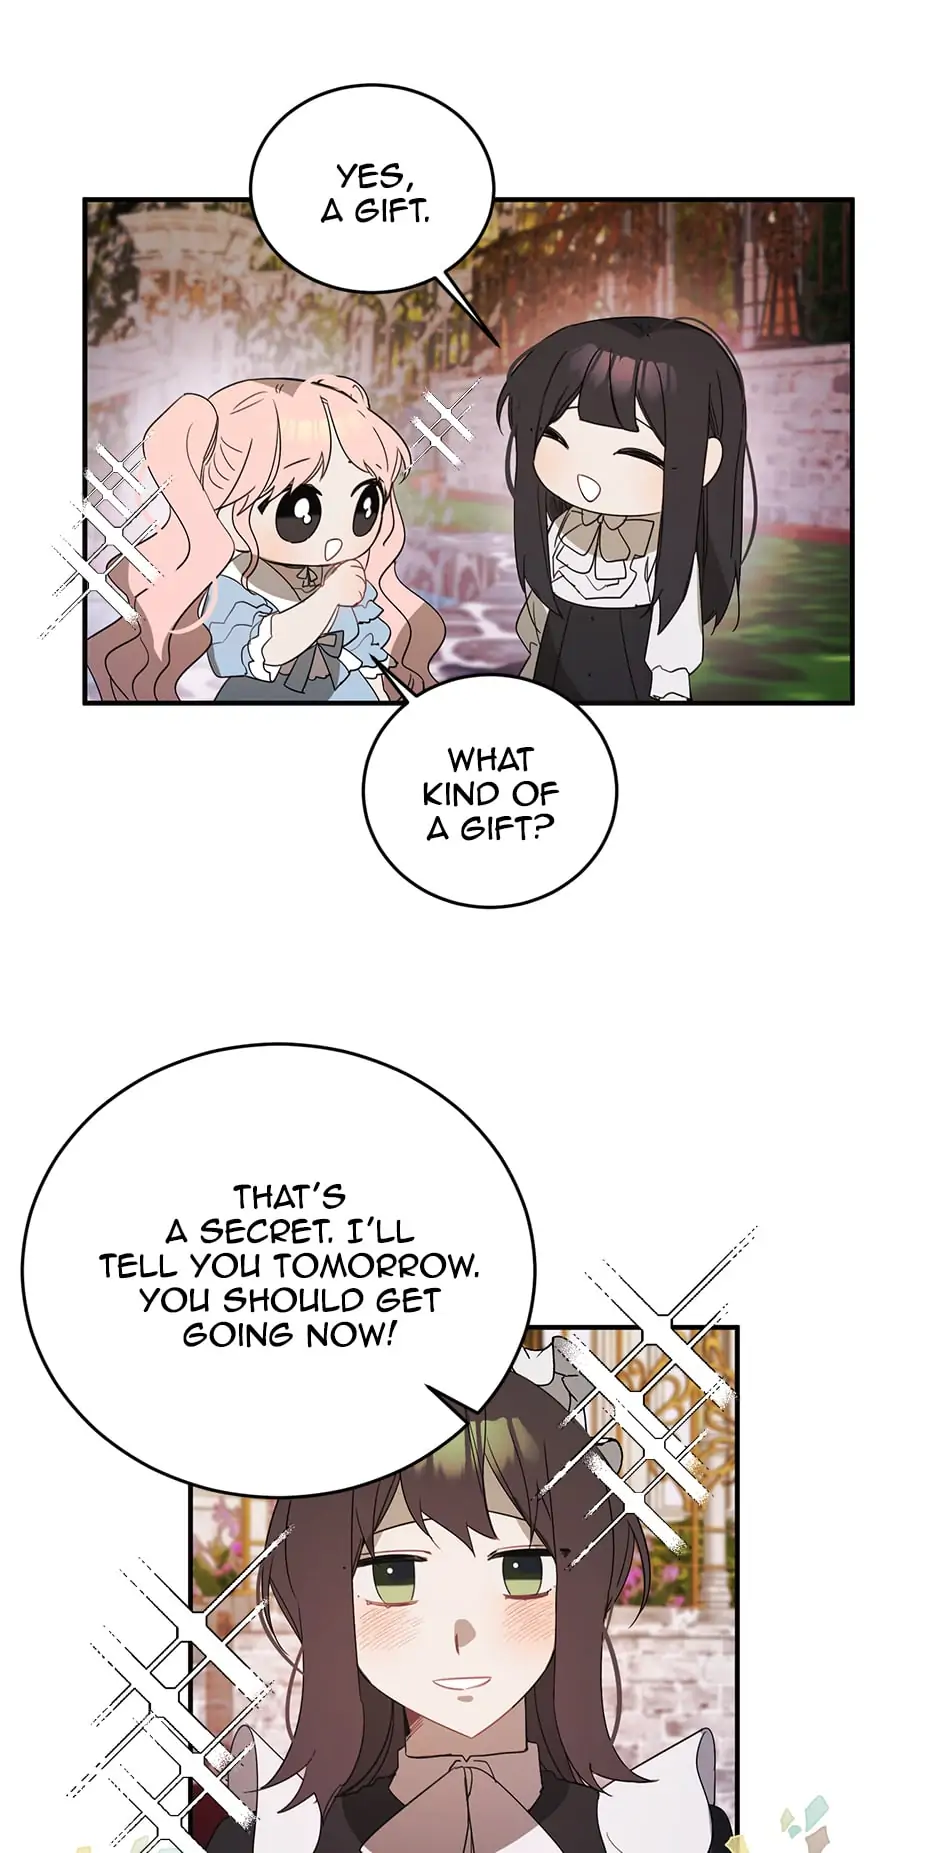 YES,
A GIFT.
WHAT
KIND OF
A GIFT?
THAT'S
A SECRET. I'LL
TELL YOU TOMORROW.
YOU SHOULD GET
GOING NOW!